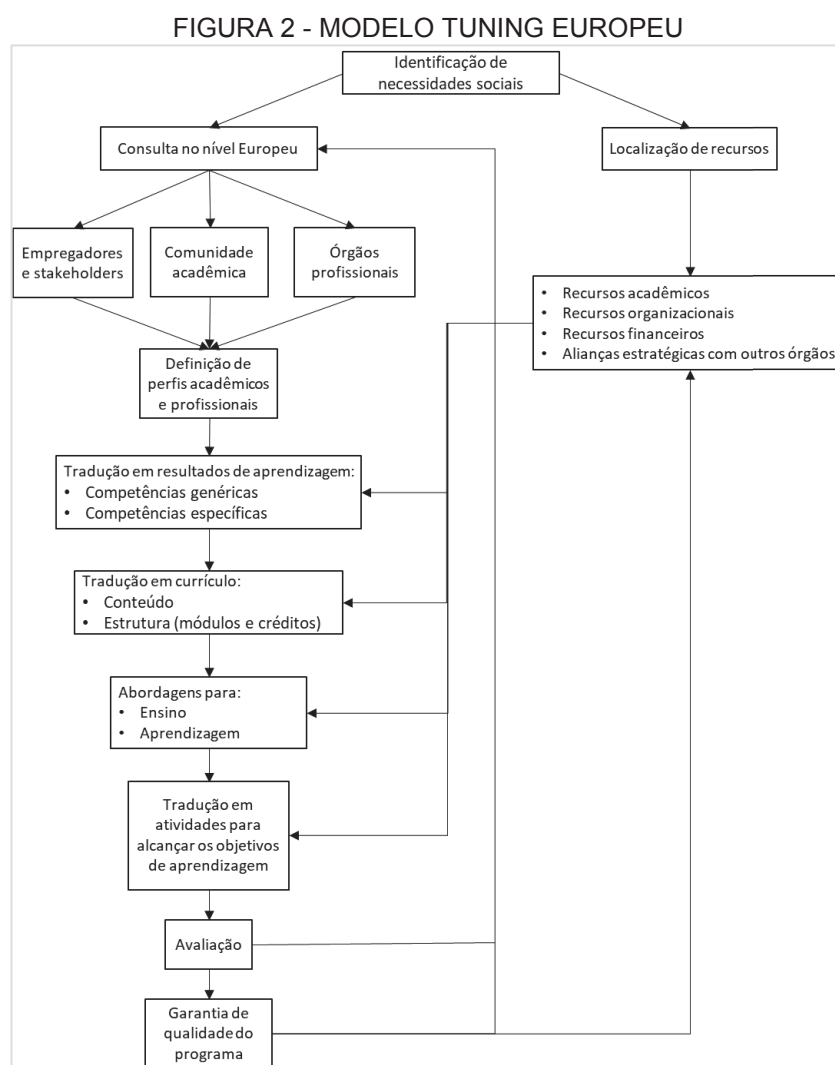 FIGURA 2 - MODELO TUNING EUROPEU
Identificação de
necessidades sociais
Consulta no nível Europeu
Localização de recursos
Empregadores
e stakeholders
Comunidade
acadêmica
Órgãos
profissionais
• Recursos acadêmicos
• Recursos organizacionais
• Recursos financeiros
• Alianças estratégicas com outros órgãos
Definição de
perfis acadêmicos
e profissionais
Tradução em resultados de aprendizagem:
• Competências genéricas
• Competências específicas
Tradução em currículo:
• Conteúdo
• Estrutura (módulos e créditos)
Abordagens para:
• Ensino
• Aprendizagem
Tradução em
atividades para
alcançar os objetivos
de aprendizagem
Avaliação
Garantia de
qualidade do
programa